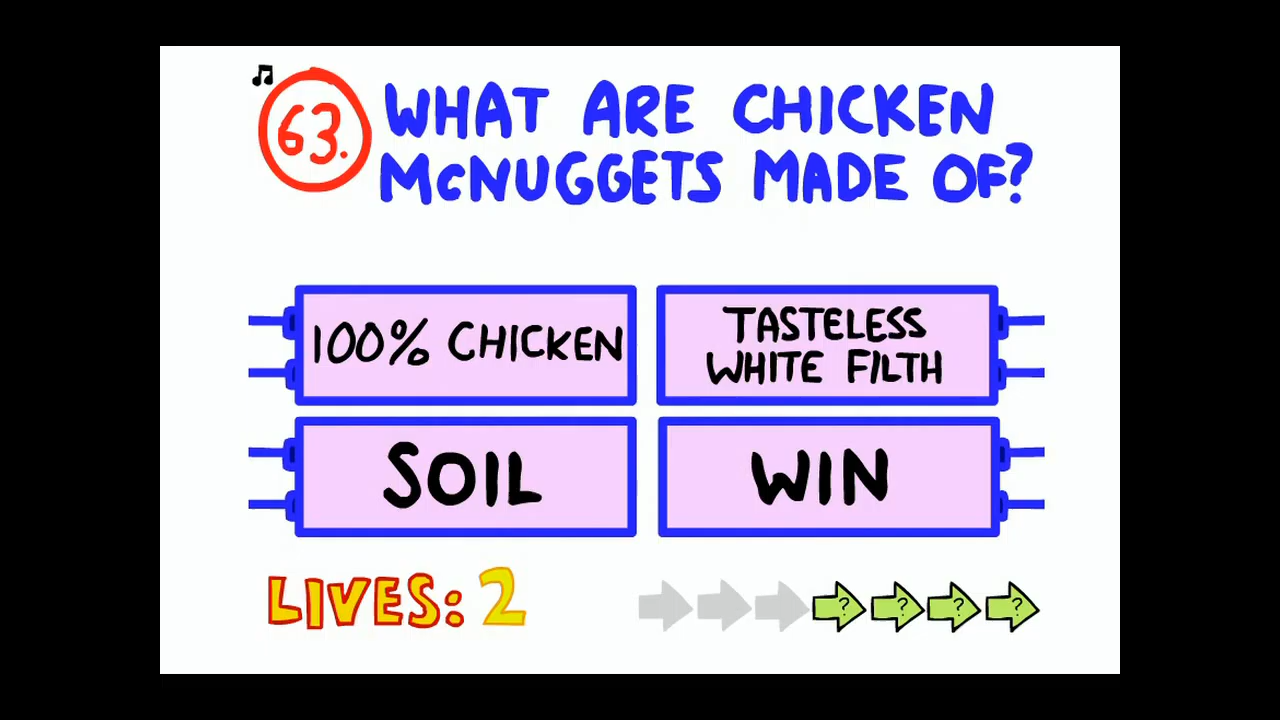 63.
WHAT ARE CHICKEN
McNUGGETS MADE OF?
100% CHICKEN
TASTELESS
WHITE FILTH
SOIL
WIN
LIVES: 2
? ? ? ?